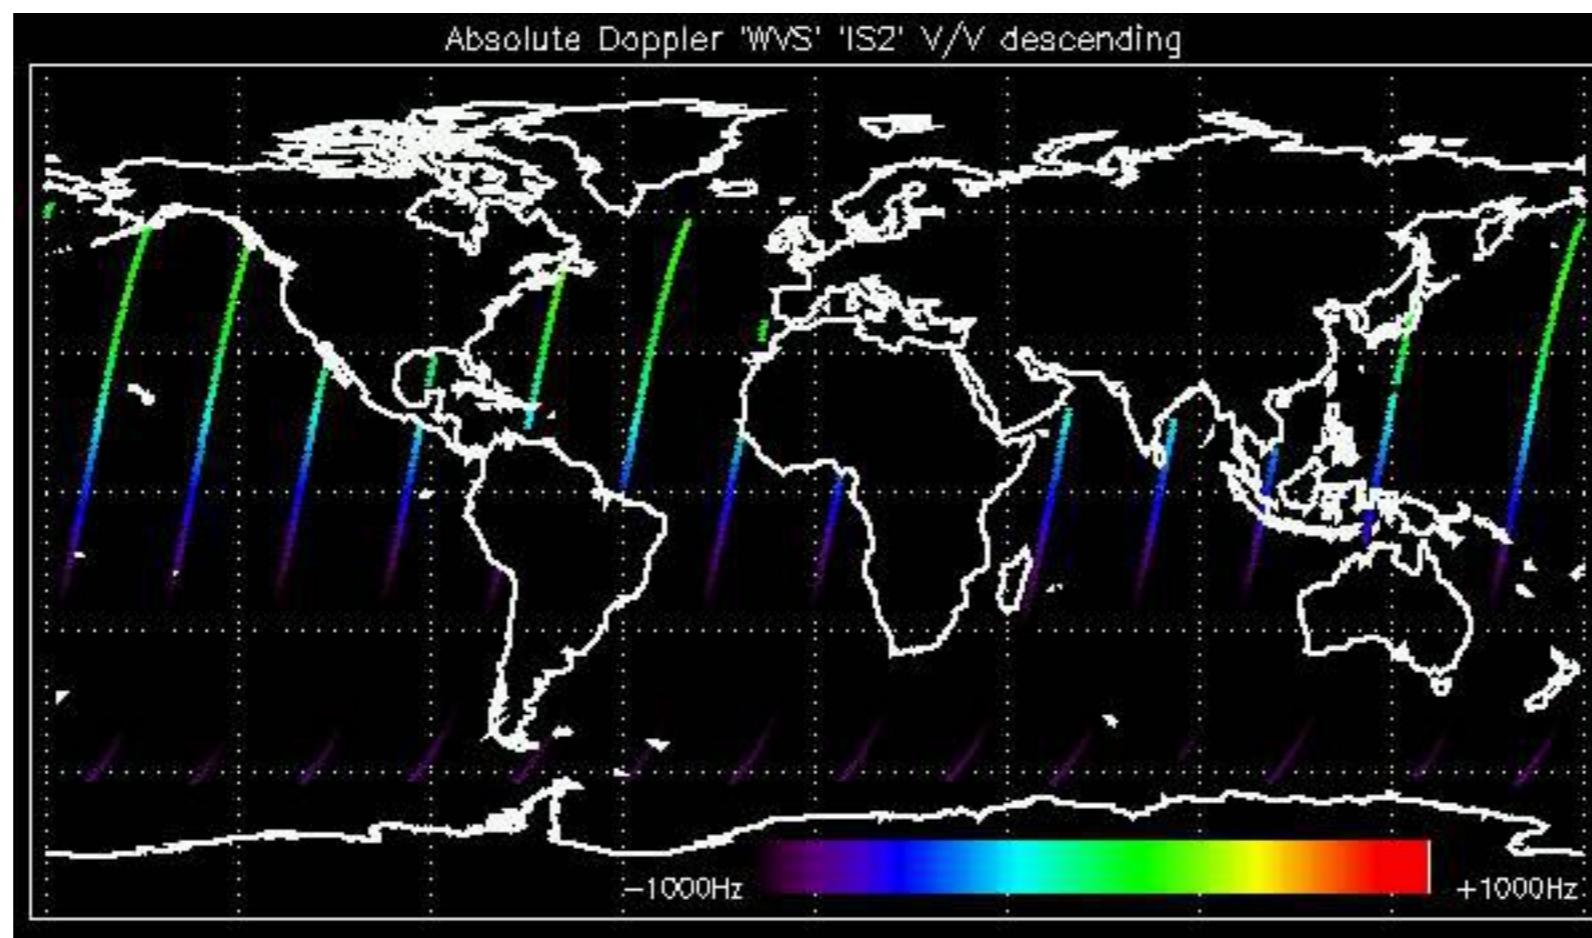 Absolute Doppler 'WVS' 'IS2' V/V descending
−1000Hz
+1000Hz